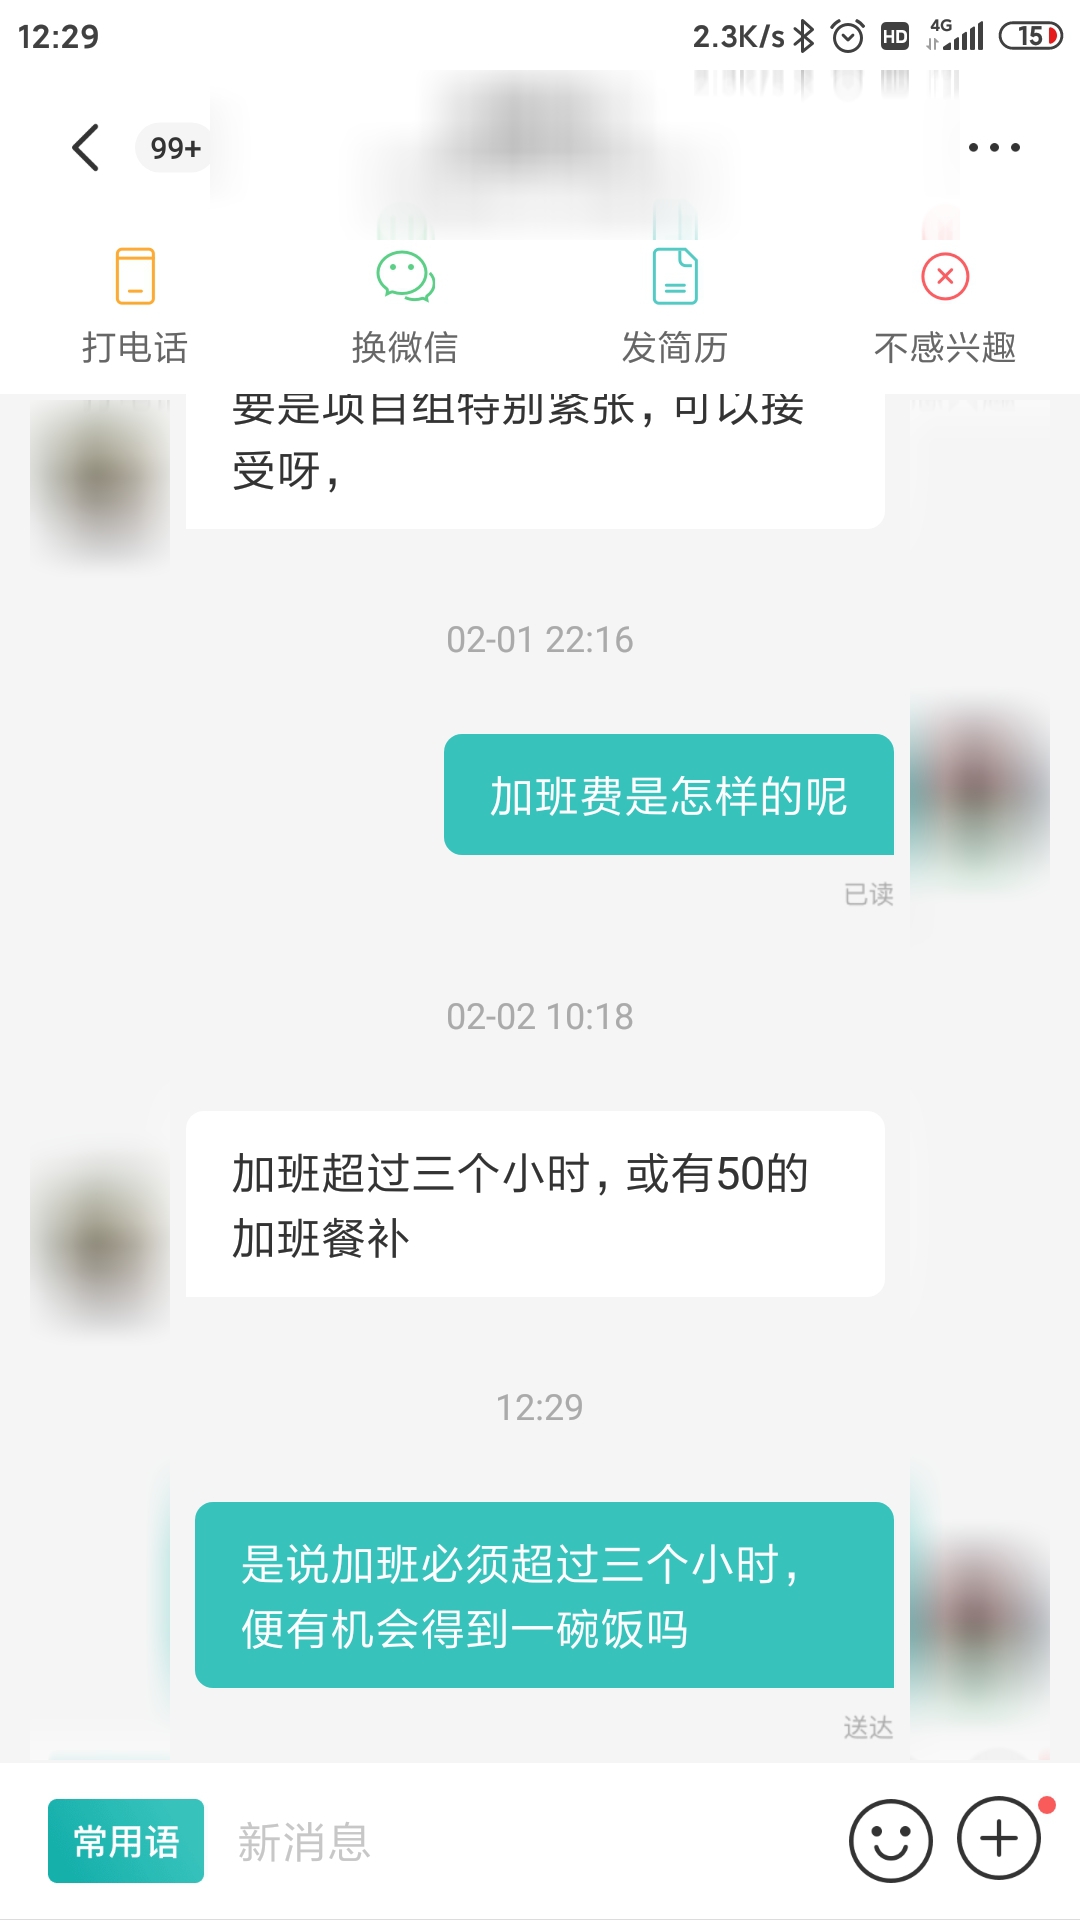 12:29
2.3K/s
HD
4G
15
99+
打电话
换微信
发简历
不感兴趣
要是项目组特别紧张，可以接
受呀，
02-01 22:16
加班费是怎样的呢
已读
02-02 10:18
加班超过三个小时，或有50的
加班餐补
12:29
是说加班必须超过三个小时，
便有机会得到一碗饭吗
送达
常用语
新消息